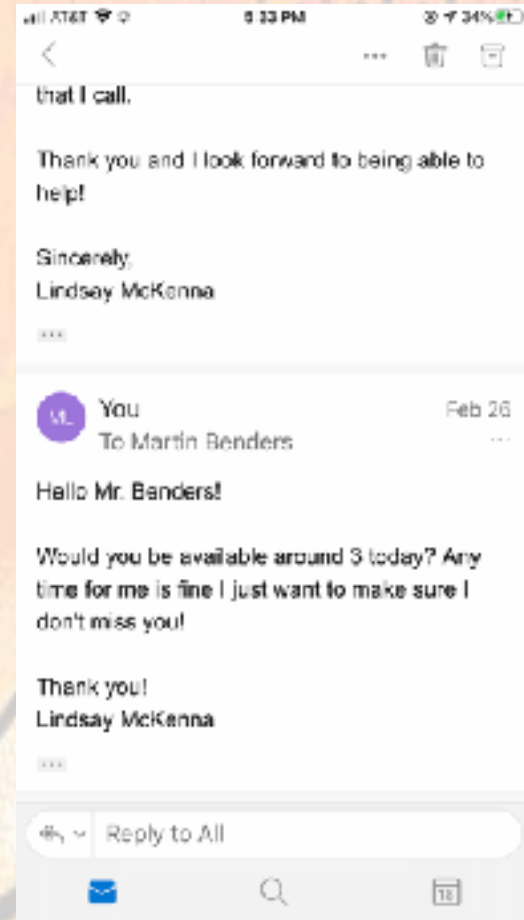 AT&T 5:33 PM 34%
that I call.
Thank you and I look forward to being able to
help!
Sincerely,
Lindsay McKenna
You Feb 26
To Martin Benders
Hello Mr. Benders!
Would you be available around 3 today? Any
time for me is fine I just want to make sure I
don't miss you!
Thank you!
Lindsay McKenna
Reply to All